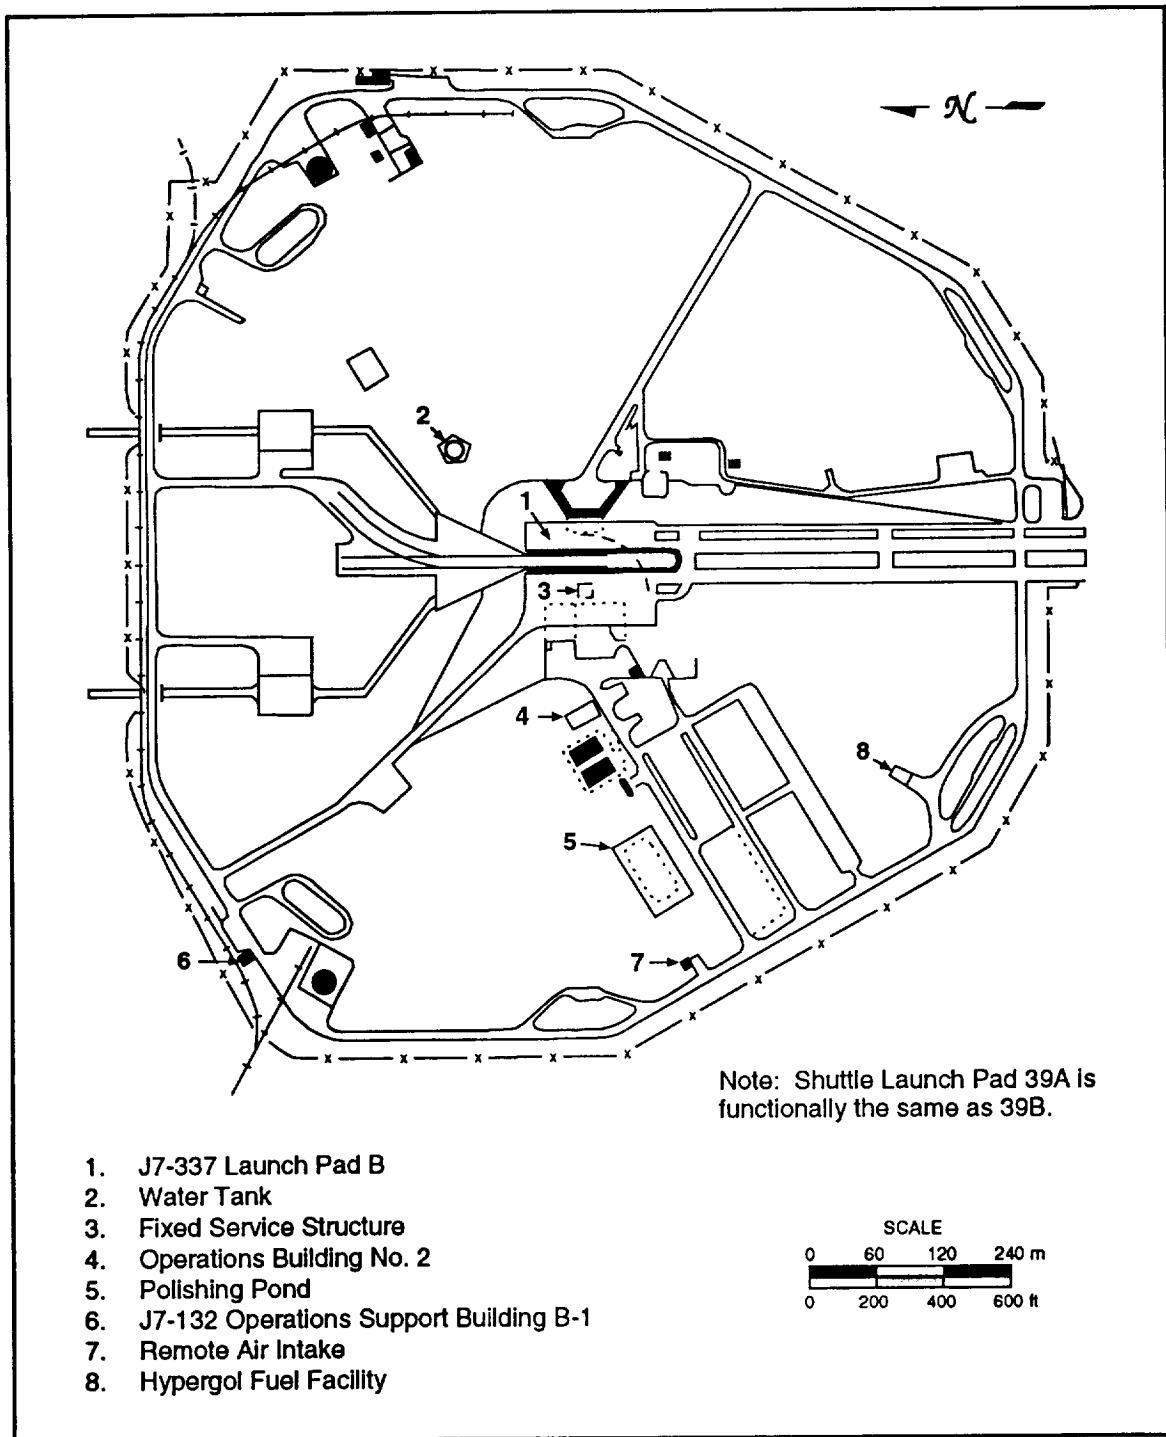 N
2
1
3
4
8
5
6
7
Note: Shuttle Launch Pad 39A is
functionally the same as 39B.
1. J7-337 Launch Pad B
2. Water Tank
3. Fixed Service Structure
4. Operations Building No. 2
5. Polishing Pond
6. J7-132 Operations Support Building B-1
7. Remote Air Intake
8. Hypergol Fuel Facility
SCALE
0 60 120 240 m
0 200 400 600 ft